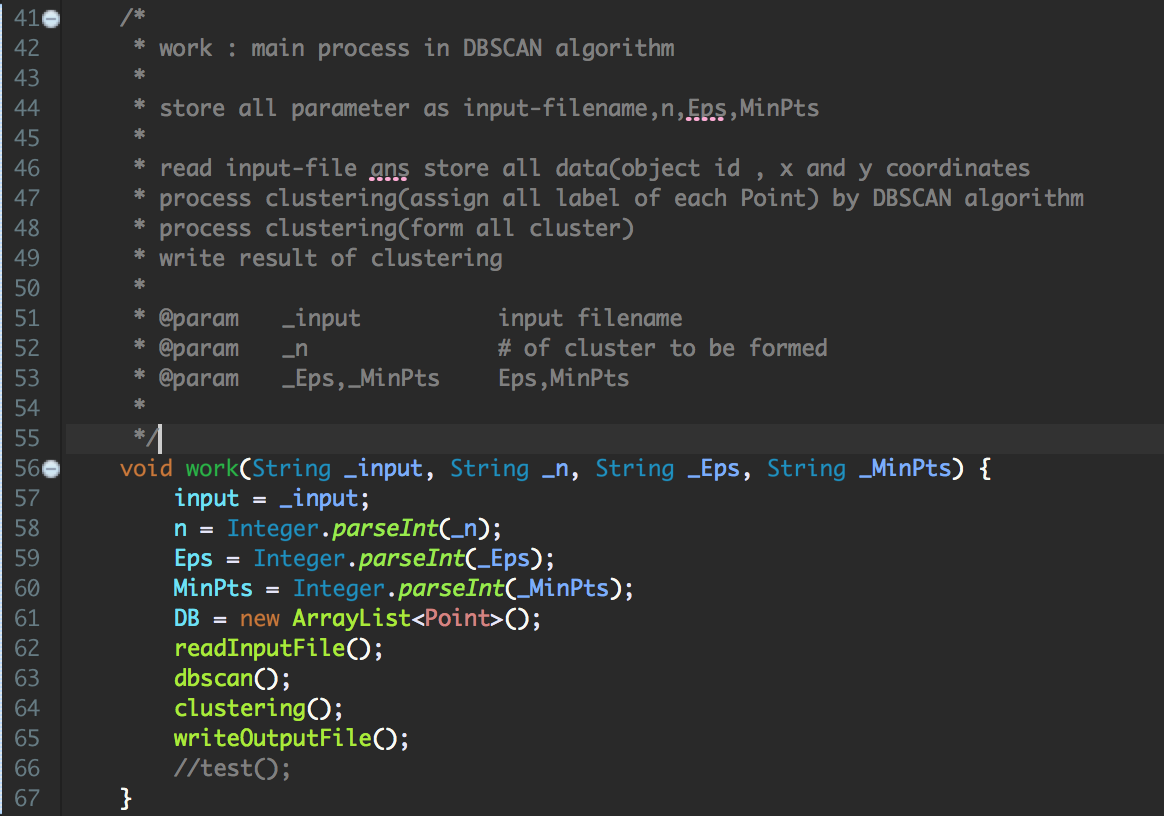 41 /*
42 * work : main process in DBSCAN algorithm
43 *
44 * store all parameter as input-filename,n,Eps,MinPts
45 *
46 * read input-file ans store all data(object id , x and y coordinates
47 * process clustering(assign all label of each Point) by DBSCAN algorithm
48 * process clustering(form all cluster)
49 * write result of clustering
50 *
51 * @param _input input filename
52 * @param _n # of cluster to be formed
53 * @param _Eps,_MinPts Eps,MinPts
54 *
55 */
56 void work(String _input, String _n, String _Eps, String _MinPts) {
57 input = _input;
58 n = Integer.parseInt(_n);
59 Eps = Integer.parseInt(_Eps);
60 MinPts = Integer.parseInt(_MinPts);
61 DB = new ArrayList<Point>();
62 readInputFile();
63 dbscan();
64 clustering();
65 writeOutputFile();
66 //test();
67 }